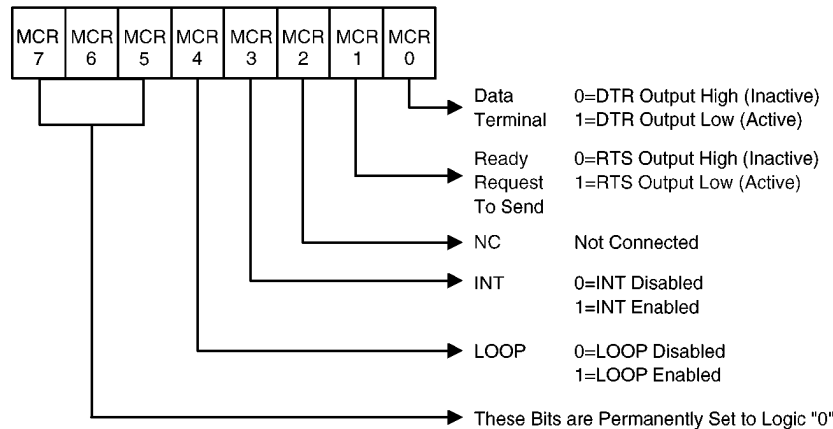 MCR 7 MCR 6 MCR 5 MCR 4 MCR 3 MCR 2 MCR 1 MCR 0
Data 0=DTR Output High (Inactive)
Terminal 1=DTR Output Low (Active)
Ready 0=RTS Output High (Inactive)
Request 1=RTS Output Low (Active)
To Send
NC Not Connected
INT 0=INT Disabled
1=INT Enabled
LOOP 0=LOOP Disabled
1=LOOP Enabled
These Bits are Permanently Set to Logic "0"